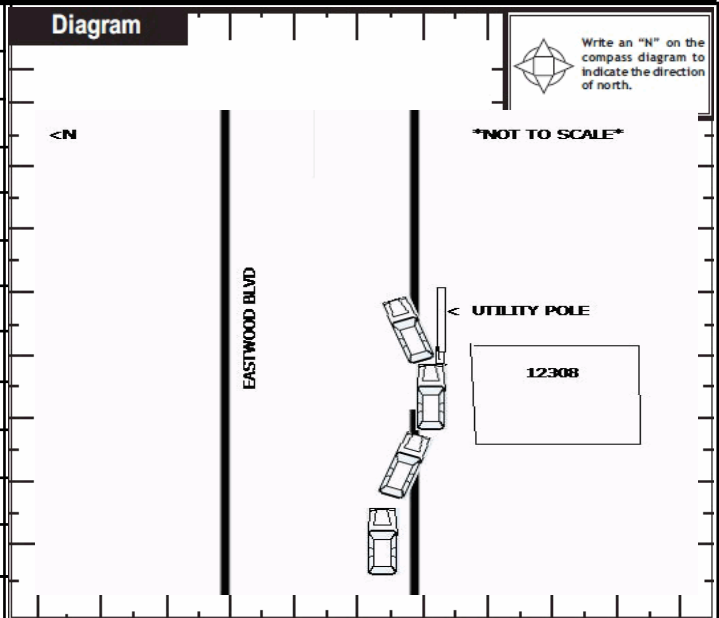 Diagram
Write an “N” on the
compass diagram to
indicate the direction
of north.
<N
*NOT TO SCALE*
EASTWOOD BLVD
< UTILITY POLE
12308